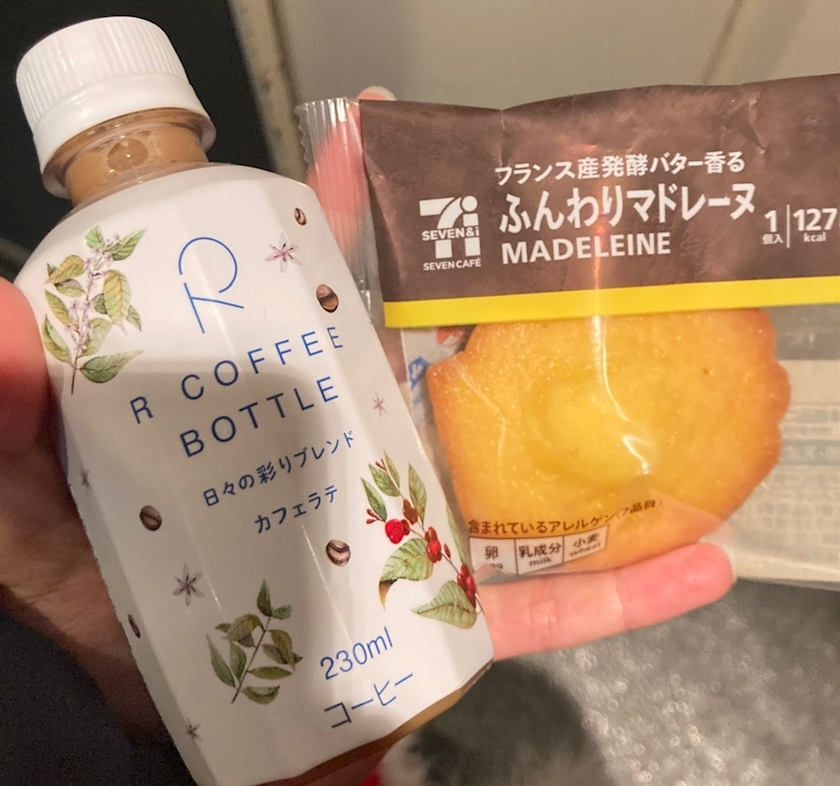 R COFFEE
BOTTLE
日々の彩りブレンド
カフェラテ
230ml
コーヒー
フランス産発酵バター香る
ふんわりマドレーヌ
MADELEINE
SEVEN&i
SEVEN CAFÉ
1
個入
127
kcal
含まれているアレルゲン(7品目)
卵
乳成分
milk
小麦
wheat